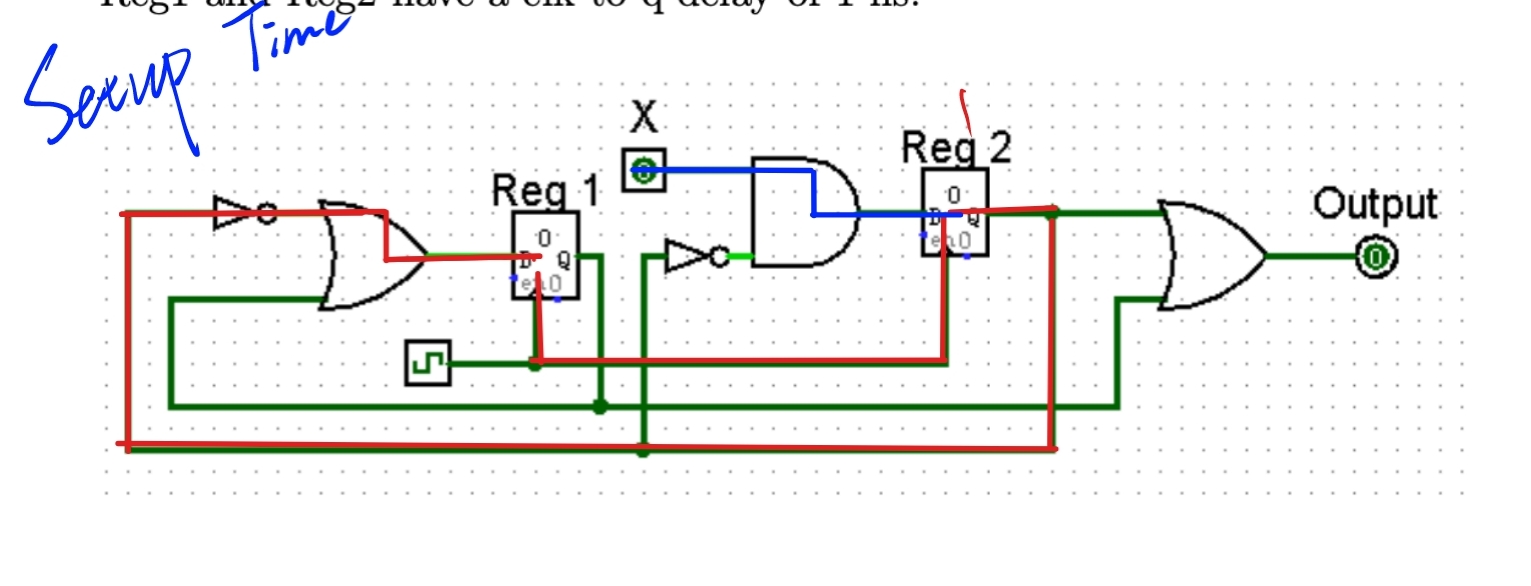 Reg1 and Reg2 have a clk-to-q delay of 1 ns.
Setup Time
X
Reg 2
0
D Q
en 0
Reg 1
0
D Q
en 0
Output
0
0